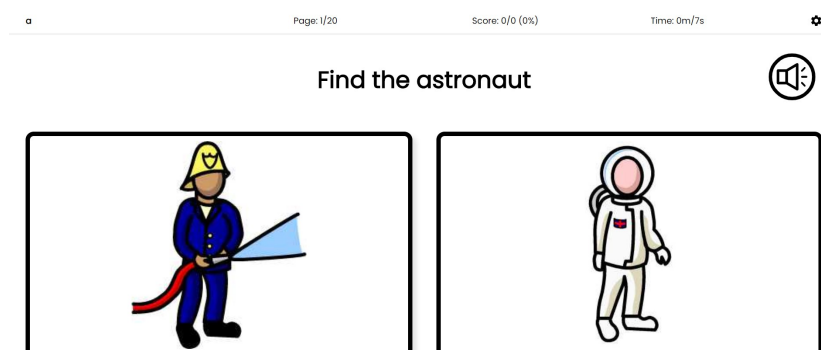 a Page: 1/20 Score: 0/0 (0%) Time: 0m/7s
Find the astronaut